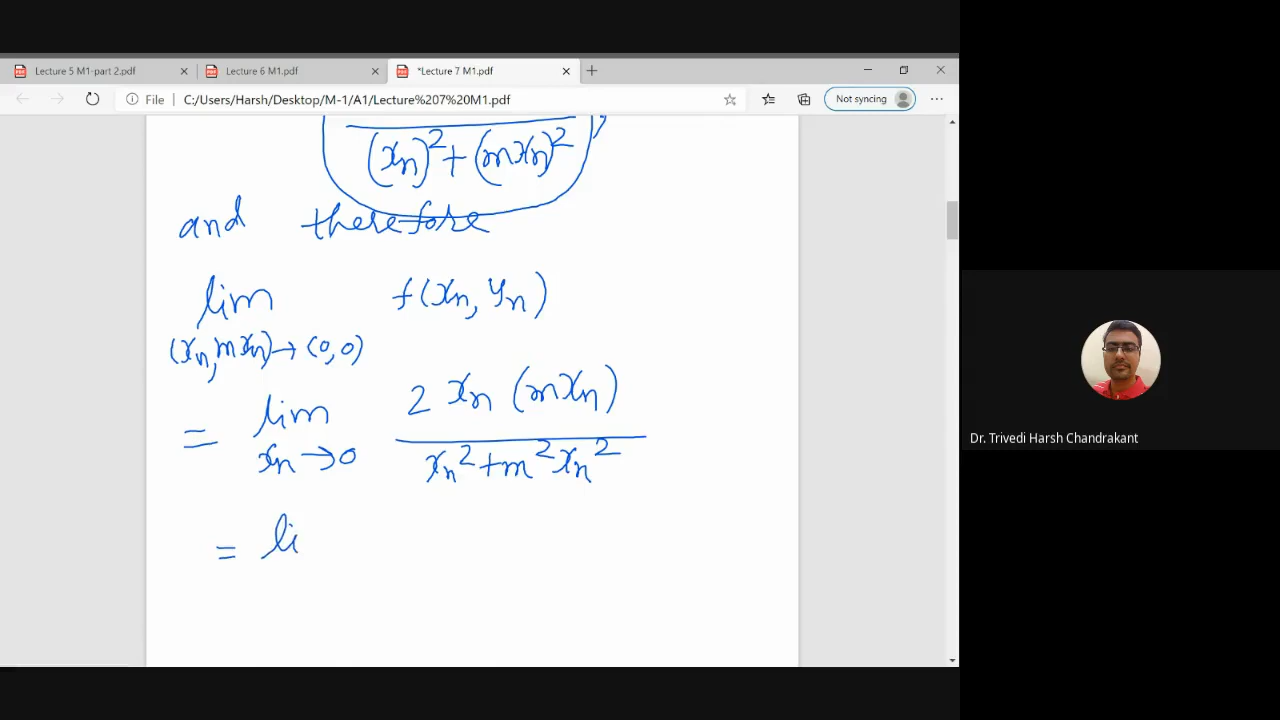 Lecture 5 M1-part 2.pdf
Lecture 6 M1.pdf
*Lecture 7 M1.pdf
File
C:/Users/Harsh/Desktop/M-1/A1/Lecture%207%20M1.pdf
Not syncing
(xₙ)² + (mxₙ)² ,
and therefore
lim f(xₙ, yₙ)
(xₙ, mxₙ) → (0, 0)
= lim 2 xₙ (mxₙ)
xₙ → 0 xₙ² + m² xₙ²
= li
Dr. Trivedi Harsh Chandrakant